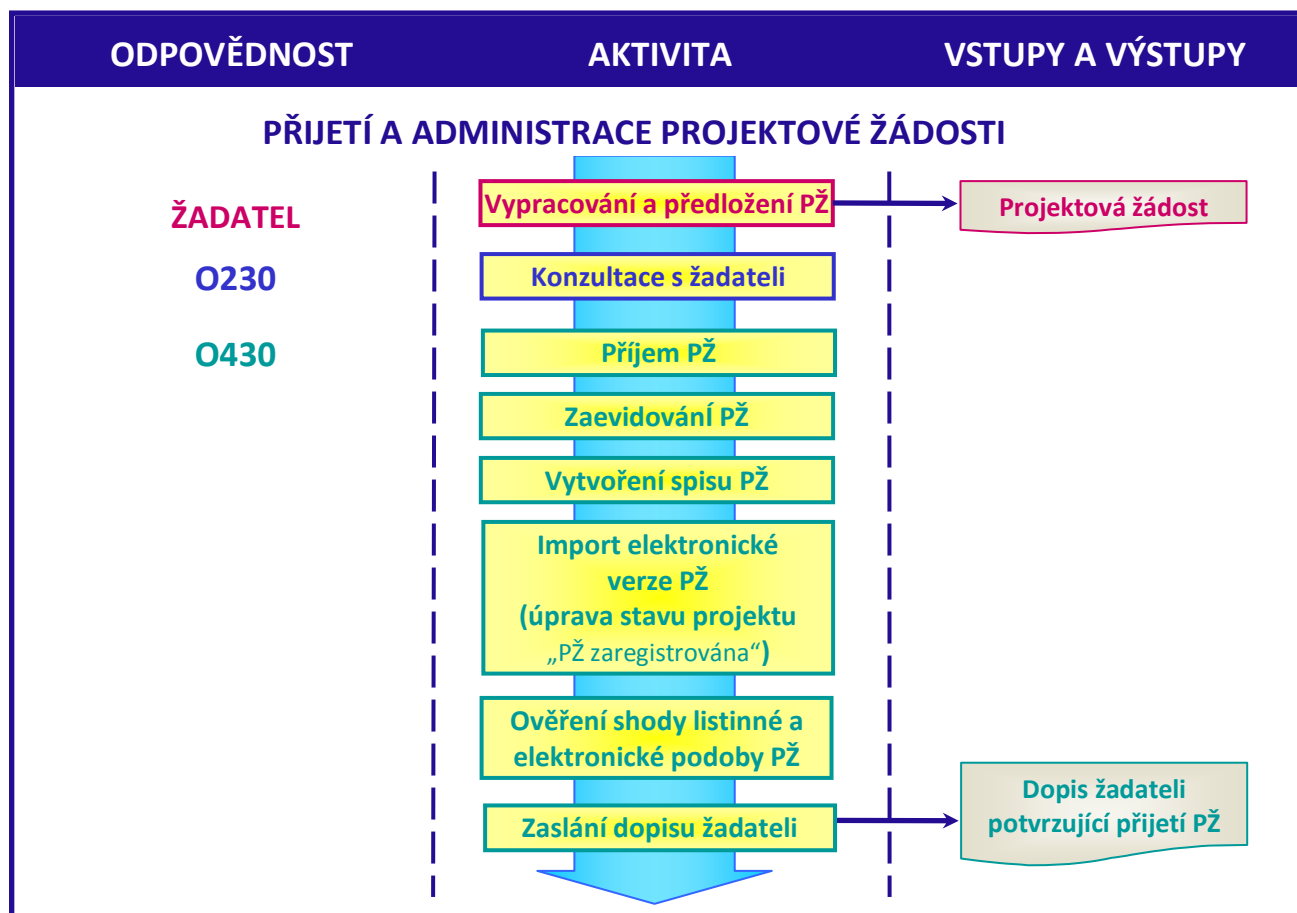 ODPOVĚDNOST
AKTIVITA
VSTUPY A VÝSTUPY
PŘIJETÍ A ADMINISTRACE PROJEKTOVÉ ŽÁDOSTI
ŽADATEL
Vypracování a předložení PŽ
Projektová žádost
O230
Konzultace s žadateli
O430
Příjem PŽ
ZaevidovánÍ PŽ
Vytvoření spisu PŽ
Import elektronické
verze PŽ
(úprava stavu projektu
„PŽ zaregistrována“)
Ověření shody listinné a
elektronické podoby PŽ
Zaslání dopisu žadateli
Dopis žadateli
potvrzující přijetí PŽ